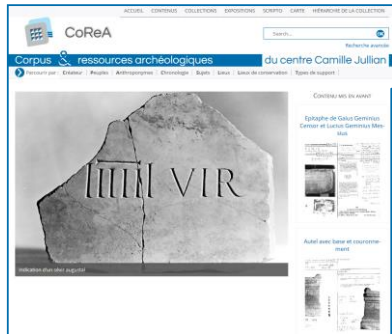 ACCUEIL CONTENUS COLLECTIONS EXPOSITIONS SCRIPTO CARTE HIÉRARCHIE DE LA COLLECTION
CoReA
Search...
OK
Recherche avancée
Corpus & ressources archéologiques du centre Camille Jullian
Parcourir par : Créateur Peuples Anthroponymes Chronologie Sujets Lieux Lieux de conservation Types de support
IIIIII VIR
Indication d'un sévir augustal
CONTENU MIS EN AVANT
Epitaphe de Gaius Geminius
Censor et Lucius Geminius Mes-
sius
Autel avec base et couronne-
ment